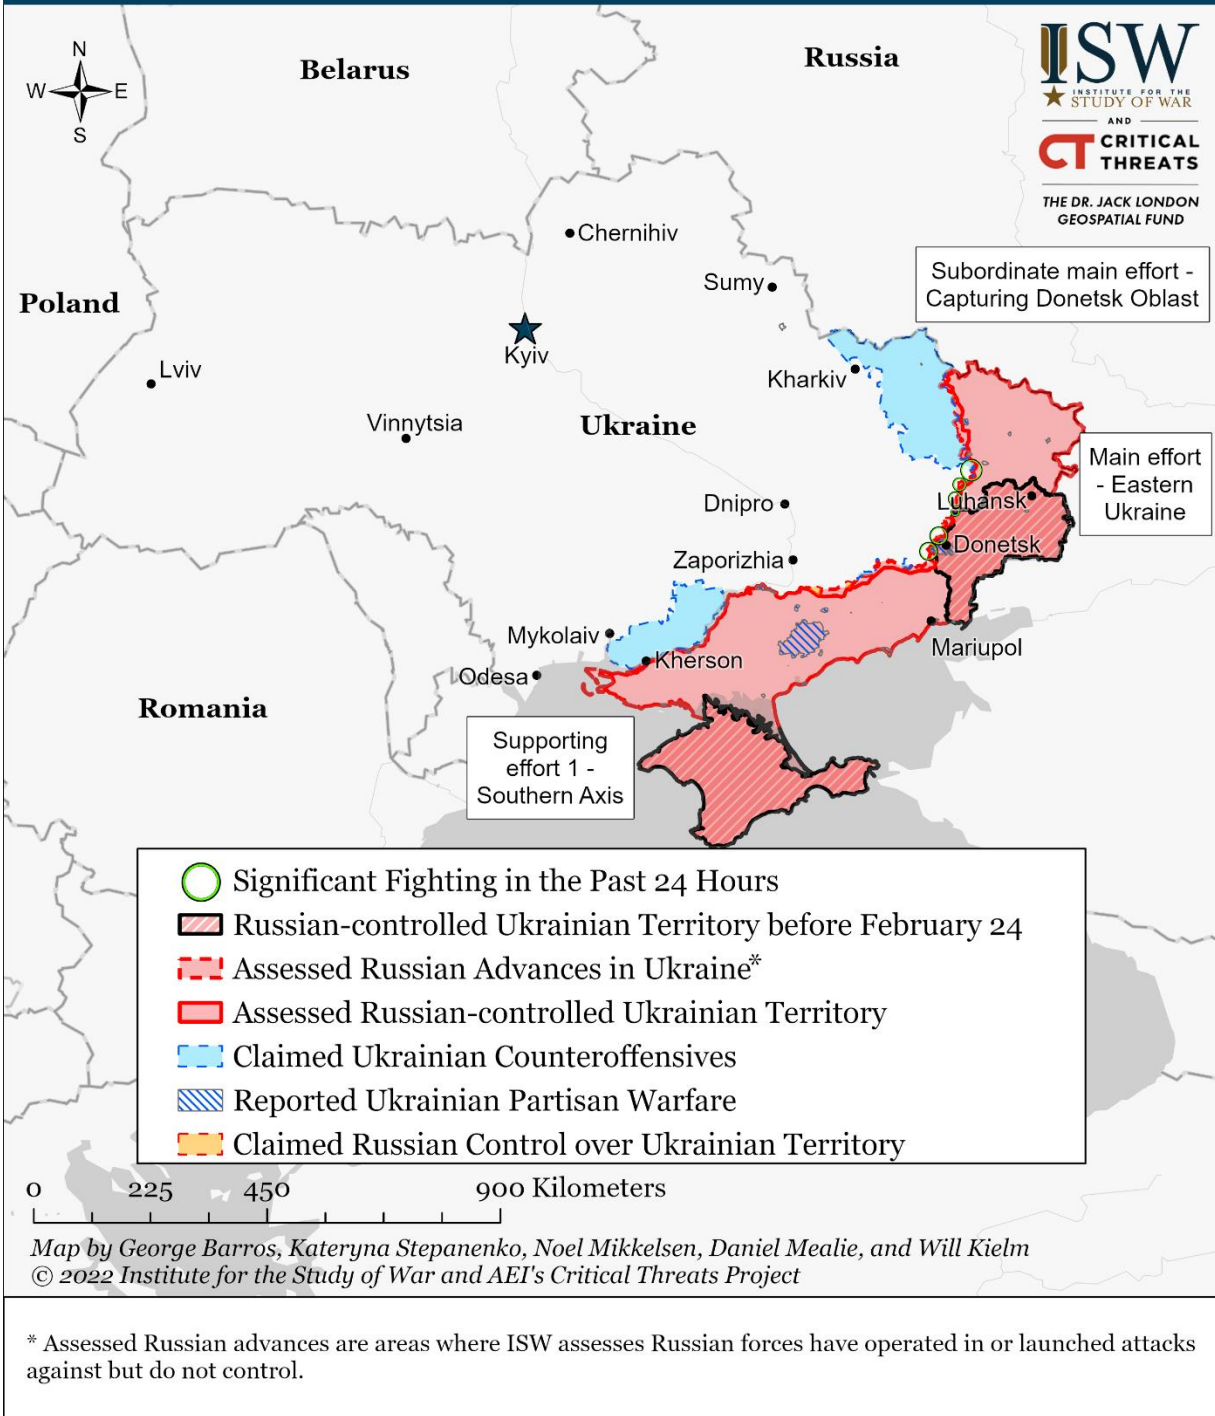 N
W
E
S
Belarus
Russia
ISW
INSTITUTE FOR THE
STUDY OF WAR
AND
CT CRITICAL
THREATS
THE DR. JACK LONDON
GEOSPATIAL FUND
Chernihiv
Subordinate main effort -
Capturing Donetsk Oblast
Sumy
Poland
Kyiv
Lviv
Kharkiv
Vinnytsia
Ukraine
Main effort
- Eastern
Ukraine
Dnipro
Luhansk
Donetsk
Zaporizhia
Mykolaiv
Mariupol
Kherson
Odesa
Romania
Supporting
effort 1 -
Southern Axis
Significant Fighting in the Past 24 Hours
Russian-controlled Ukrainian Territory before February 24
Assessed Russian Advances in Ukraine*
Assessed Russian-controlled Ukrainian Territory
Claimed Ukrainian Counteroffensives
Reported Ukrainian Partisan Warfare
Claimed Russian Control over Ukrainian Territory
0 225 450 900 Kilometers
Map by George Barros, Kateryna Stepanenko, Noel Mikkelsen, Daniel Mealie, and Will Kielm
© 2022 Institute for the Study of War and AEI's Critical Threats Project
* Assessed Russian advances are areas where ISW assesses Russian forces have operated in or launched attacks
against but do not control.